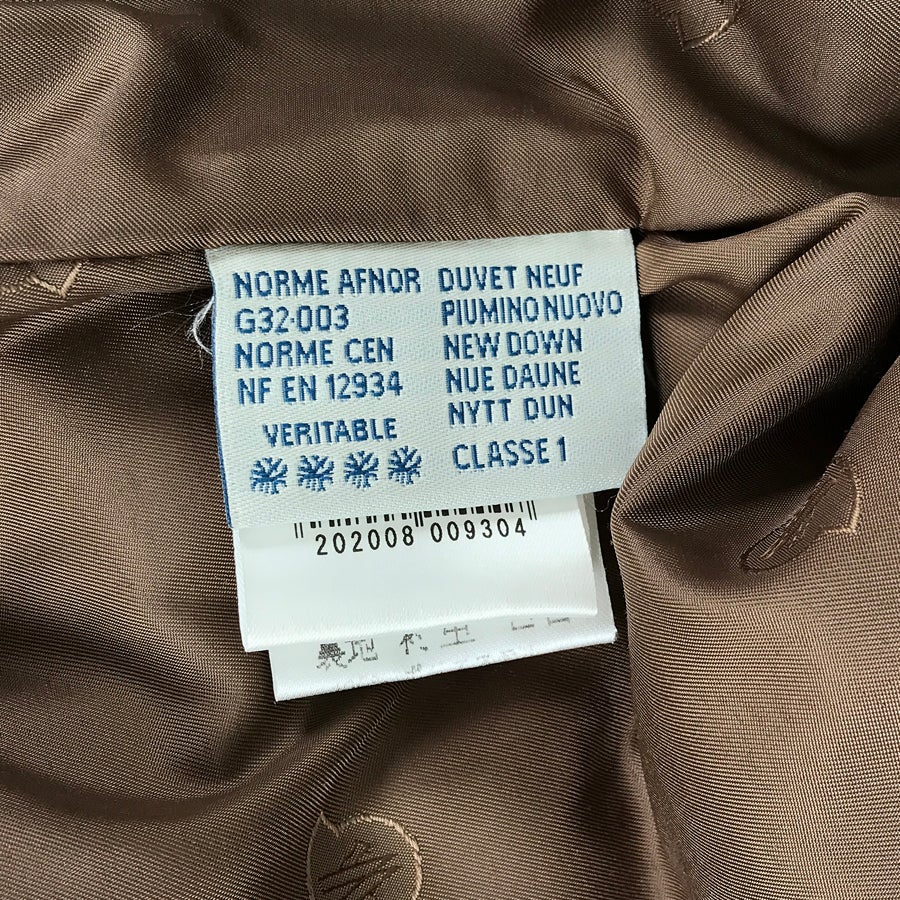 NORME AFNOR
G32·003
NORME CEN
NF EN 12934
VERITABLE
DUVET NEUF
PIUMINO NUOVO
NEW DOWN
NUE DAUNE
NYTT DUN
CLASSE 1
202008 009304